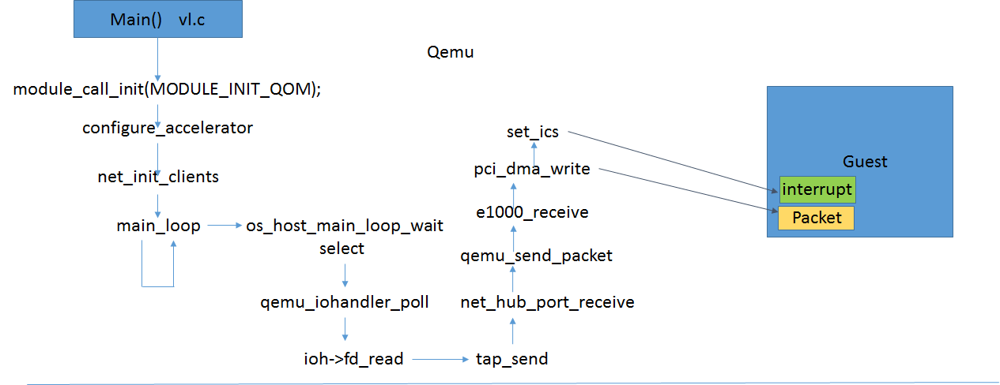 Main() vl.c
Qemu
module_call_init(MODULE_INIT_QOM);
configure_accelerator
net_init_clients
main_loop
os_host_main_loop_wait
select
qemu_iohandler_poll
ioh->fd_read
tap_send
net_hub_port_receive
qemu_send_packet
e1000_receive
pci_dma_write
set_ics
Guest
interrupt
Packet